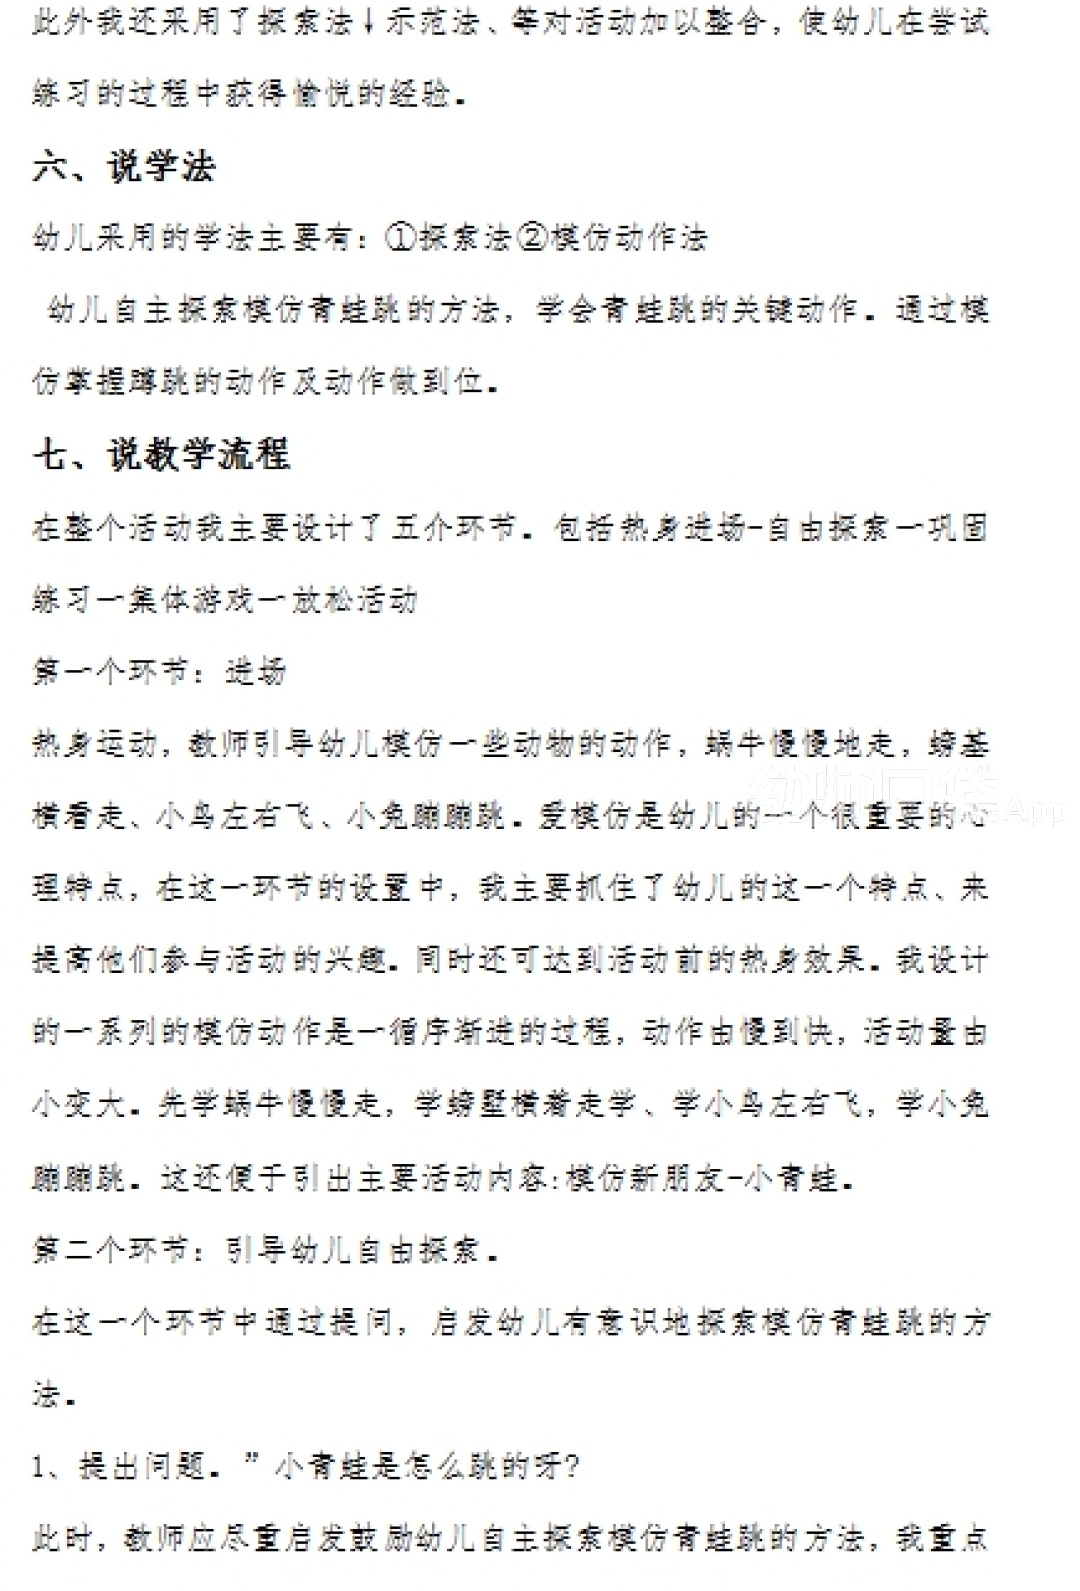 此外我还采用了探索法↓示范法、等对活动加以整合，使幼儿在尝试
练习的过程中获得愉悦的经验。
六、说学法
幼儿采用的学法主要有：①探索法②模仿动作法
幼儿自主探索模仿青蛙跳的方法，学会青蛙跳的关键动作。通过模
仿掌握蹲跳的动作及动作做到位。
七、说教学流程
在整个活动我主要设计了五介环节。包括热身进场-自由探索一巩固
练习一集体游戏一放松活动
第一个环节：进场
热身运动，教师引导幼儿模仿一些动物的动作，蜗牛慢慢地走，螃基
横看走、小鸟左右飞、小兔蹦蹦跳。爱模仿是幼儿的一个很重要的心
幼师口袋App
理特点，在这一环节的设置中，我主要抓住了幼儿的这一个特点、来
提高他们参与活动的兴趣。同时还可达到活动前的热身效果。我设计
的一系列的模仿动作是一循序渐进的过程，动作由慢到快，活动量由
小变大。先学蜗牛慢慢走，学螃墅横着走学、学小鸟左右飞，学小兔
蹦蹦跳。这还便于引出主要活动内容:模仿新朋友-小青蛙。
第二个环节：引导幼儿自由探索。
在这一个环节中通过提问，启发幼儿有意识地探索模仿青蛙跳的方
法。
1、提出问题。”小青蛙是怎么跳的呀?
此时，教师应尽重启发鼓励幼儿自主探索模仿青蛙跳的方法，我重点